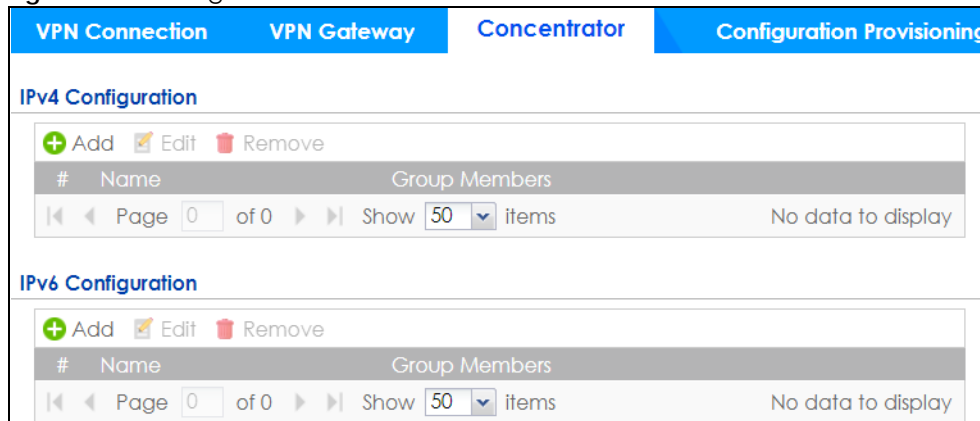 VPN Connection VPN Gateway Concentrator Configuration Provisioning
IPv4 Configuration
Add Edit Remove
# Name Group Members
Page 0 of 0 Show 50 items No data to display
IPv6 Configuration
Add Edit Remove
# Name Group Members
Page 0 of 0 Show 50 items No data to display